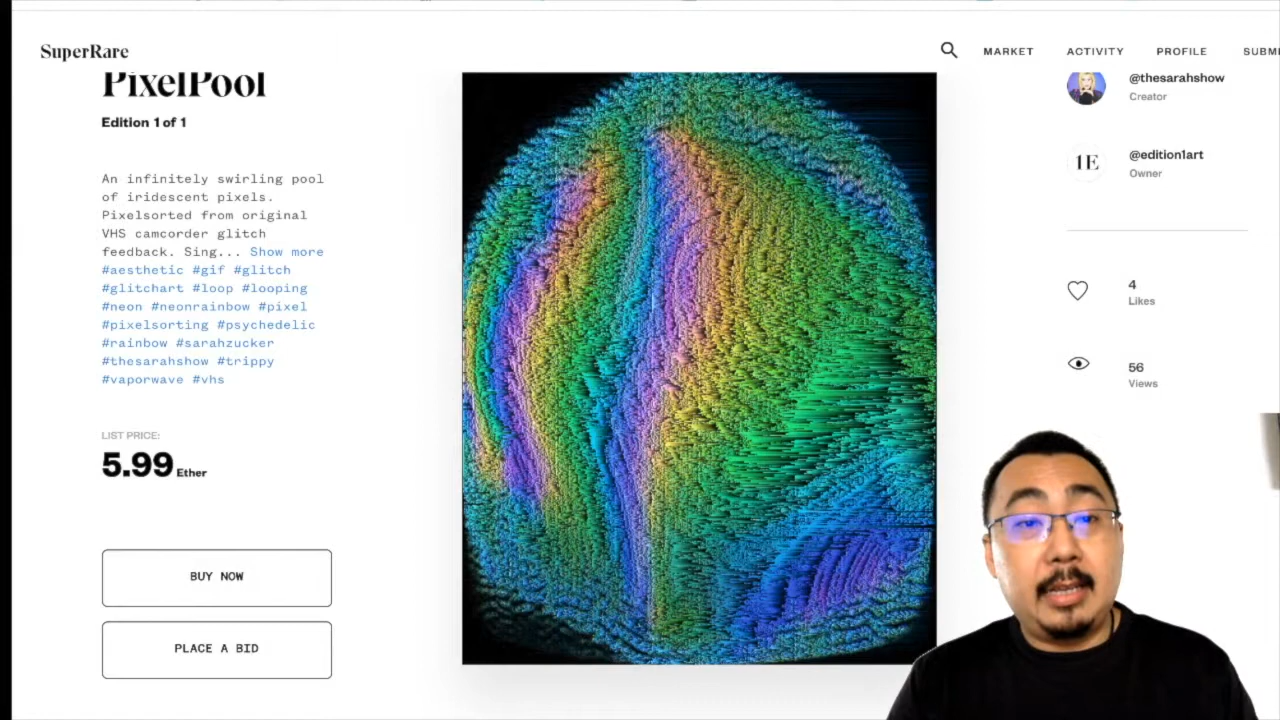 SuperRare
MARKET
ACTIVITY
PROFILE
SUBM
PixelPool
Edition 1 of 1
An infinitely swirling pool
of iridescent pixels.
Pixelsorted from original
VHS camcorder glitch
feedback. Sing... Show more
#aesthetic #gif #glitch
#glitchart #loop #looping
#neon #neonrainbow #pixel
#pixelsorting #psychedelic
#rainbow #sarahzucker
#thesarahshow #trippy
#vaporwave #vhs
LIST PRICE:
5.99 Ether
BUY NOW
PLACE A BID
@thesarahshow
Creator
1E
@edition1art
Owner
4
Likes
56
Views